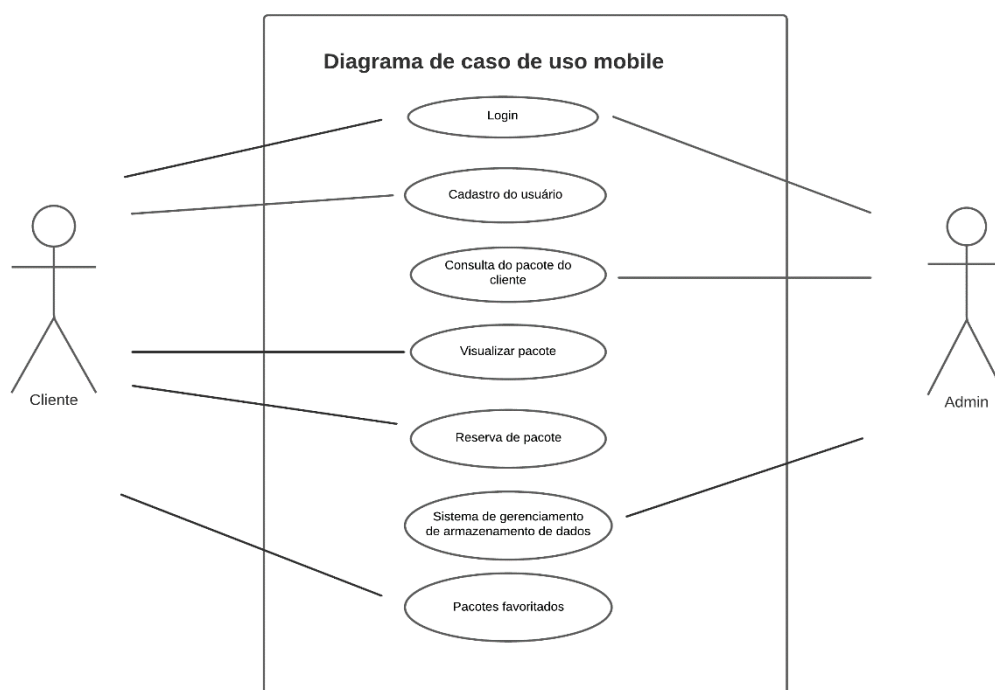 Diagrama de caso de uso mobile
Login
Cadastro do usuário
Consulta do pacote do
cliente
Visualizar pacote
Cliente
Admin
Reserva de pacote
Sistema de gerenciamento
de armazenamento de dados
Pacotes favoritados